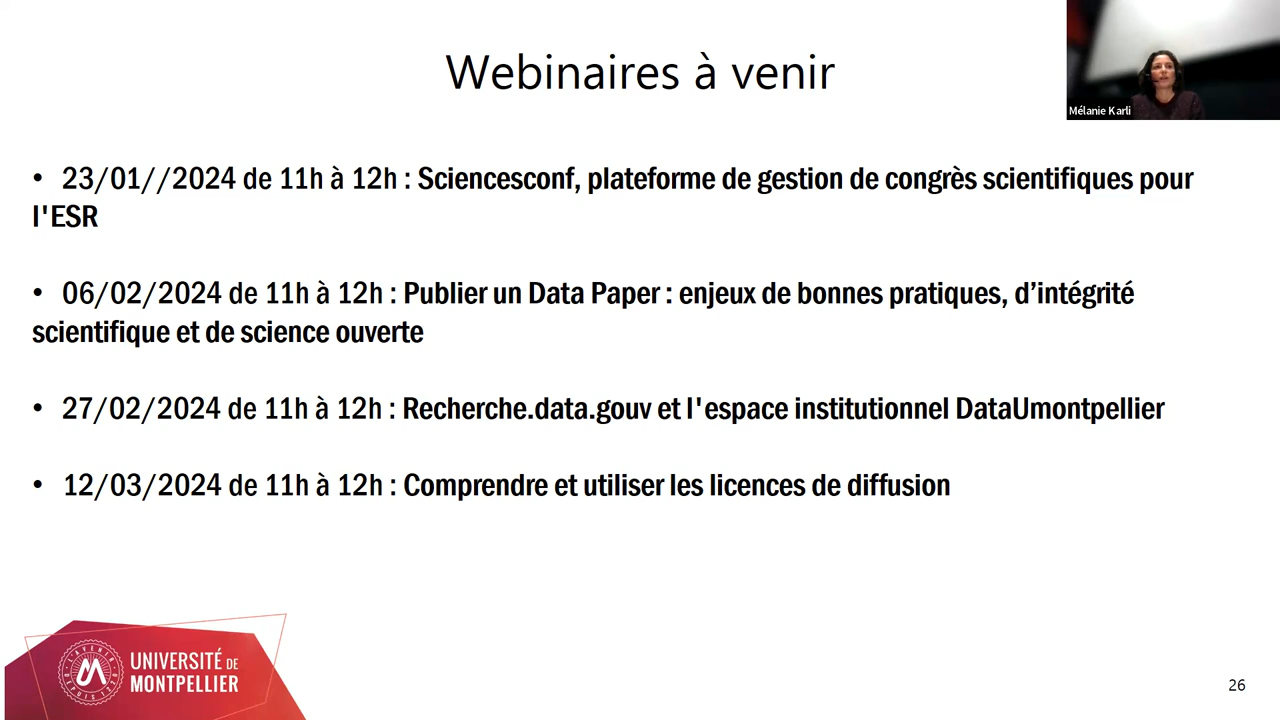 Webinaires à venir
Mélanie Karli
• 23/01//2024 de 11h à 12h : Sciencesconf, plateforme de gestion de congrès scientifiques pour
l'ESR
• 06/02/2024 de 11h à 12h : Publier un Data Paper : enjeux de bonnes pratiques, d’intégrité
scientifique et de science ouverte
• 27/02/2024 de 11h à 12h : Recherche.data.gouv et l'espace institutionnel DataUmontpellier
• 12/03/2024 de 11h à 12h : Comprendre et utiliser les licences de diffusion
L'AVENIR DEPUIS 1220
UNIVERSITÉ DE
MONTPELLIER
26